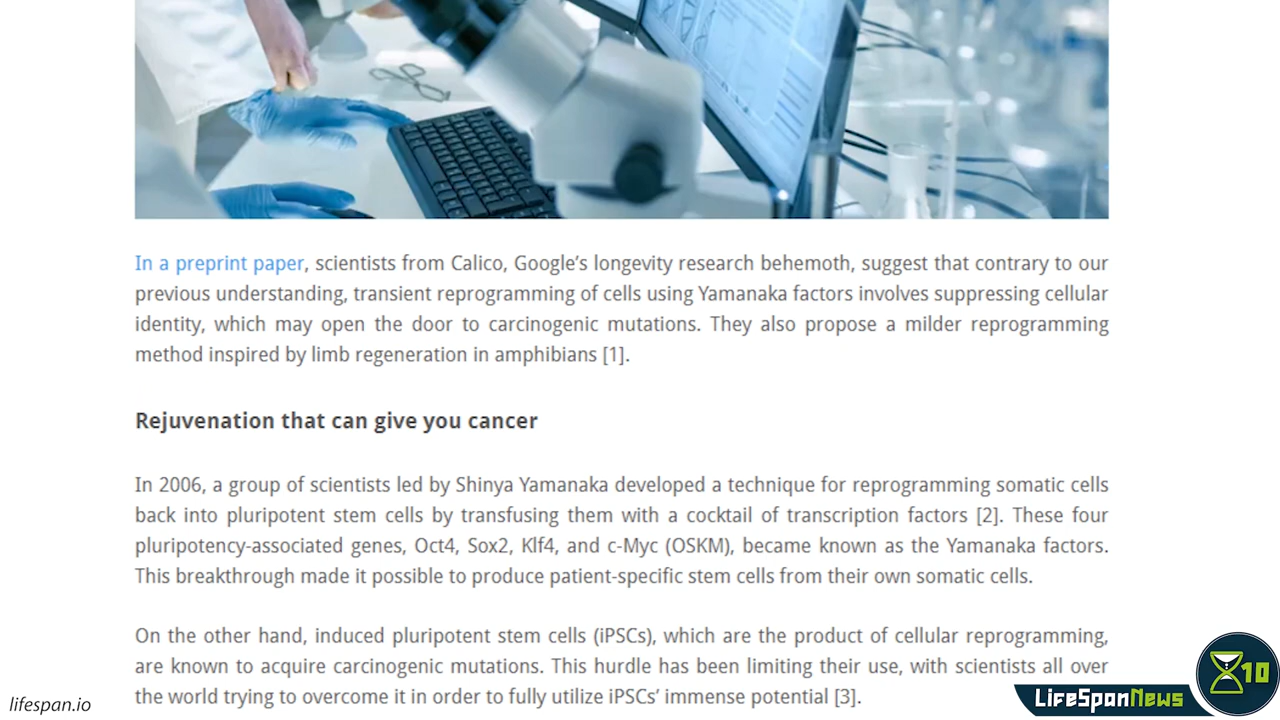 In a preprint paper, scientists from Calico, Google’s longevity research behemoth, suggest that contrary to our
previous understanding, transient reprogramming of cells using Yamanaka factors involves suppressing cellular
identity, which may open the door to carcinogenic mutations. They also propose a milder reprogramming
method inspired by limb regeneration in amphibians [1].
Rejuvenation that can give you cancer
In 2006, a group of scientists led by Shinya Yamanaka developed a technique for reprogramming somatic cells
back into pluripotent stem cells by transfusing them with a cocktail of transcription factors [2]. These four
pluripotency-associated genes, Oct4, Sox2, Klf4, and c-Myc (OSKM), became known as the Yamanaka factors.
This breakthrough made it possible to produce patient-specific stem cells from their own somatic cells.
On the other hand, induced pluripotent stem cells (iPSCs), which are the product of cellular reprogramming,
are known to acquire carcinogenic mutations. This hurdle has been limiting their use, with scientists all over
the world trying to overcome it in order to fully utilize iPSCs’ immense potential [3].
lifespan.io
LifeSpanNews
10